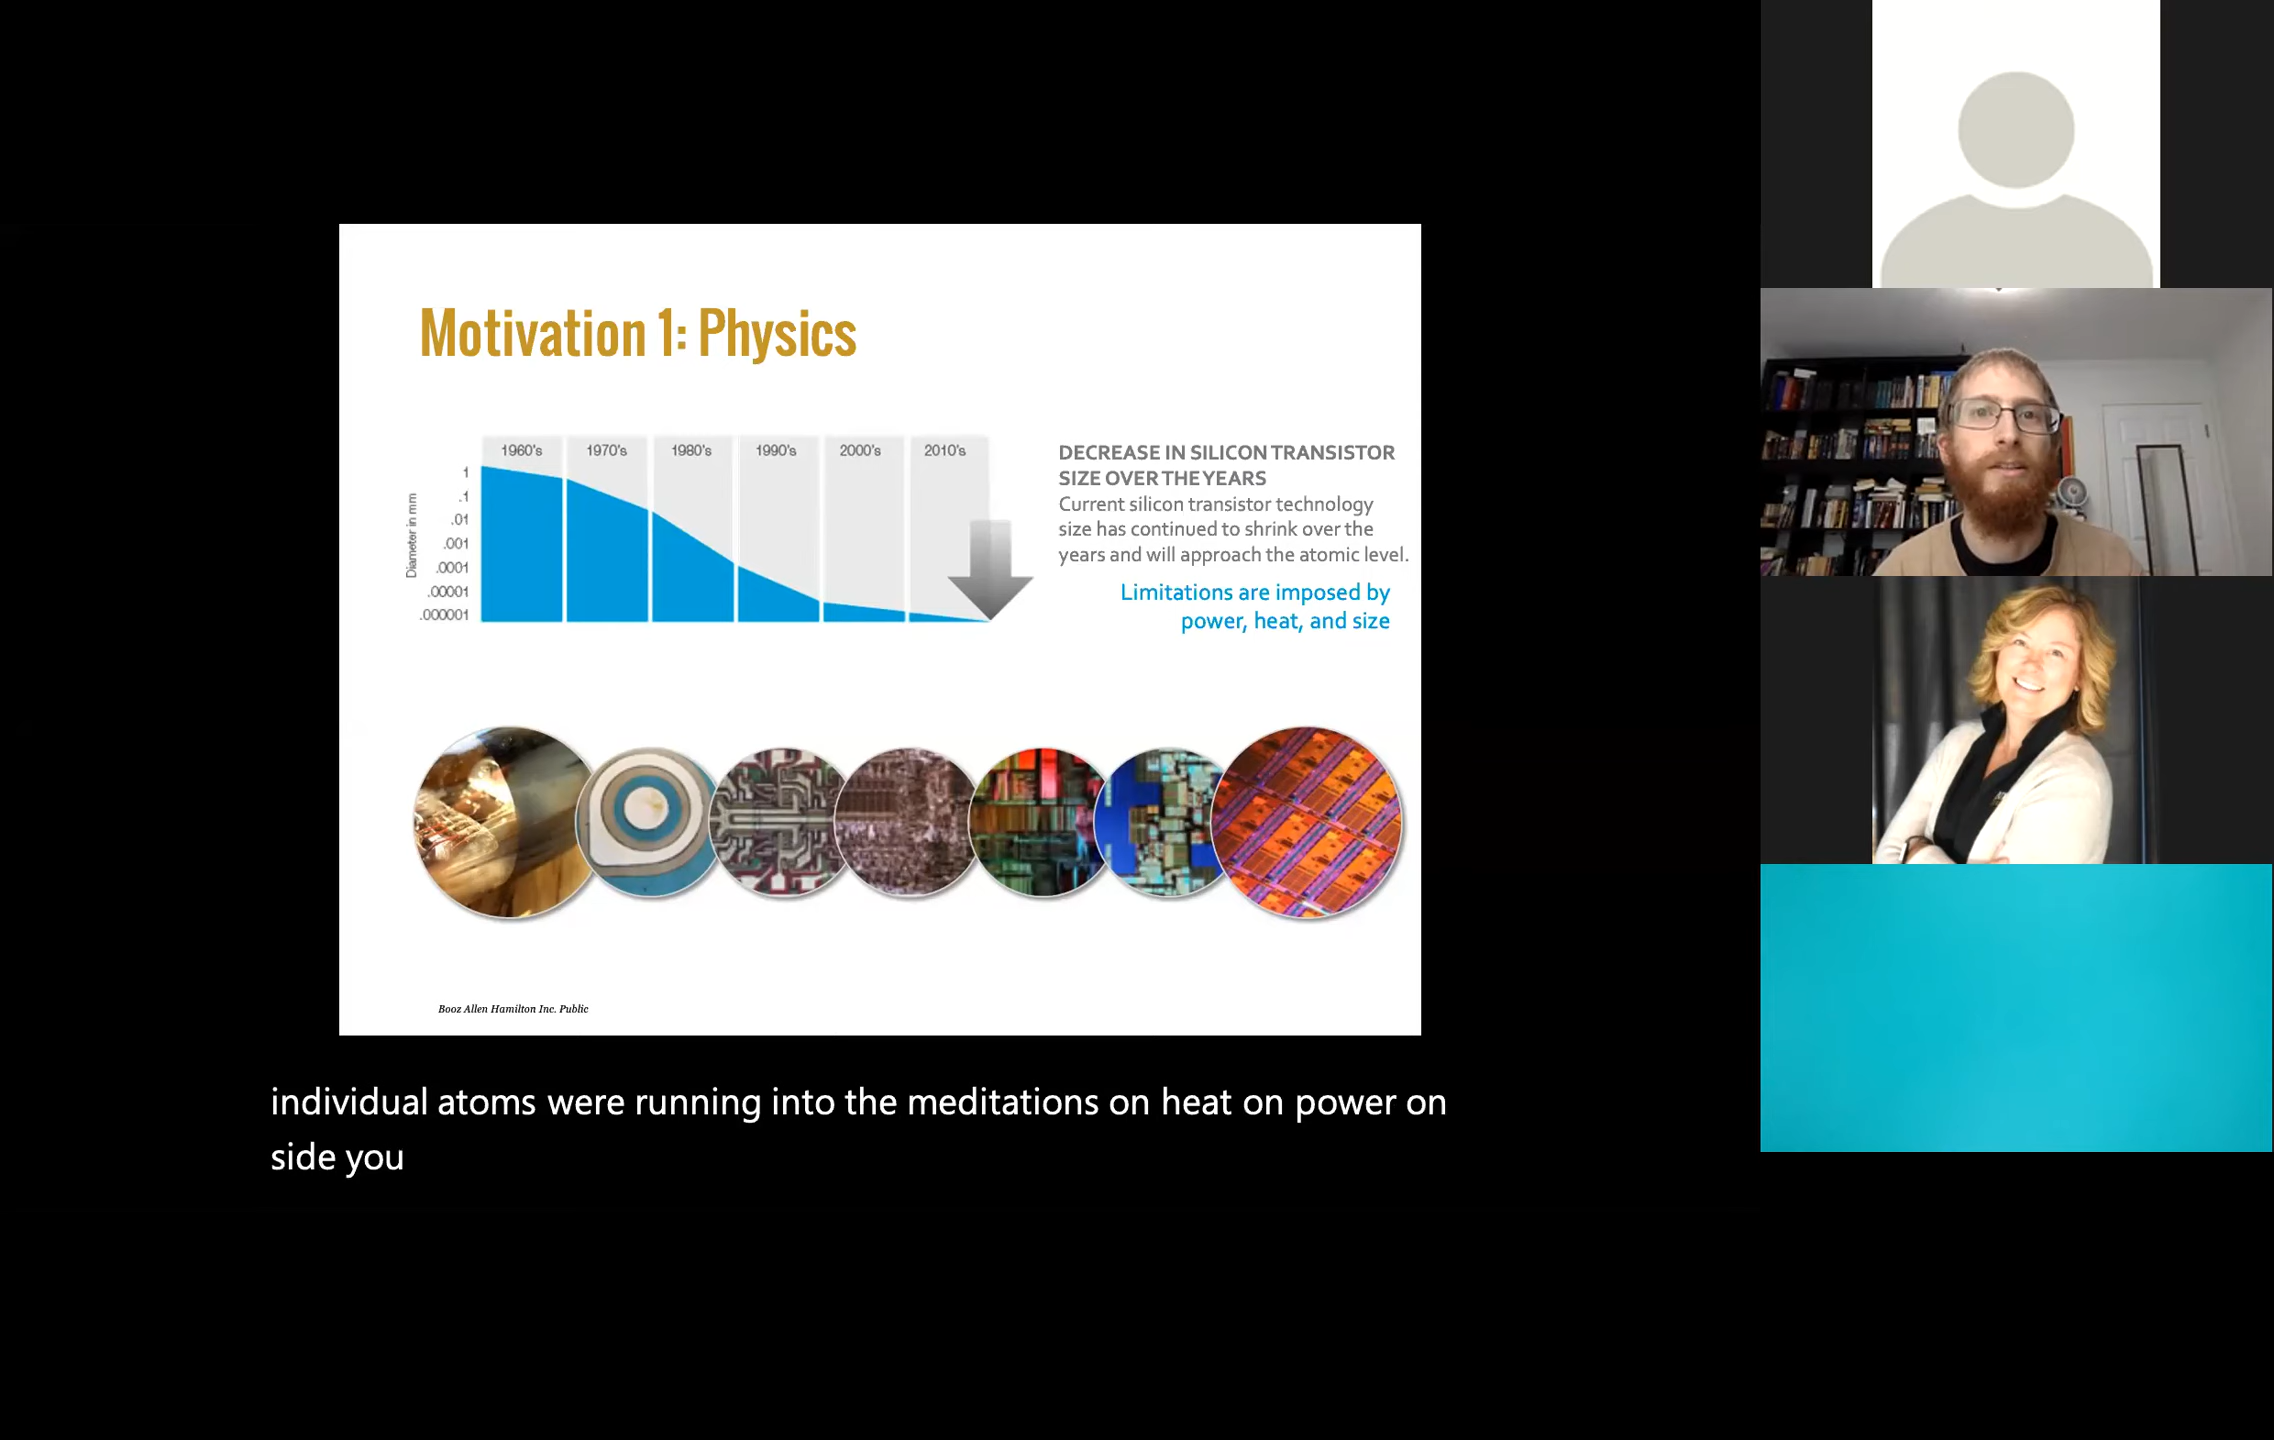 Motivation 1: Physics
1960's 1970's 1980's 1990's 2000's 2010's
Diameter in mm
1
.1
.01
.001
.0001
.00001
.000001
DECREASE IN SILICON TRANSISTOR
SIZE OVER THE YEARS
Current silicon transistor technology
size has continued to shrink over the
years and will approach the atomic level.
Limitations are imposed by
power, heat, and size
Booz Allen Hamilton Inc. Public
individual atoms were running into the meditations on heat on power on
side you